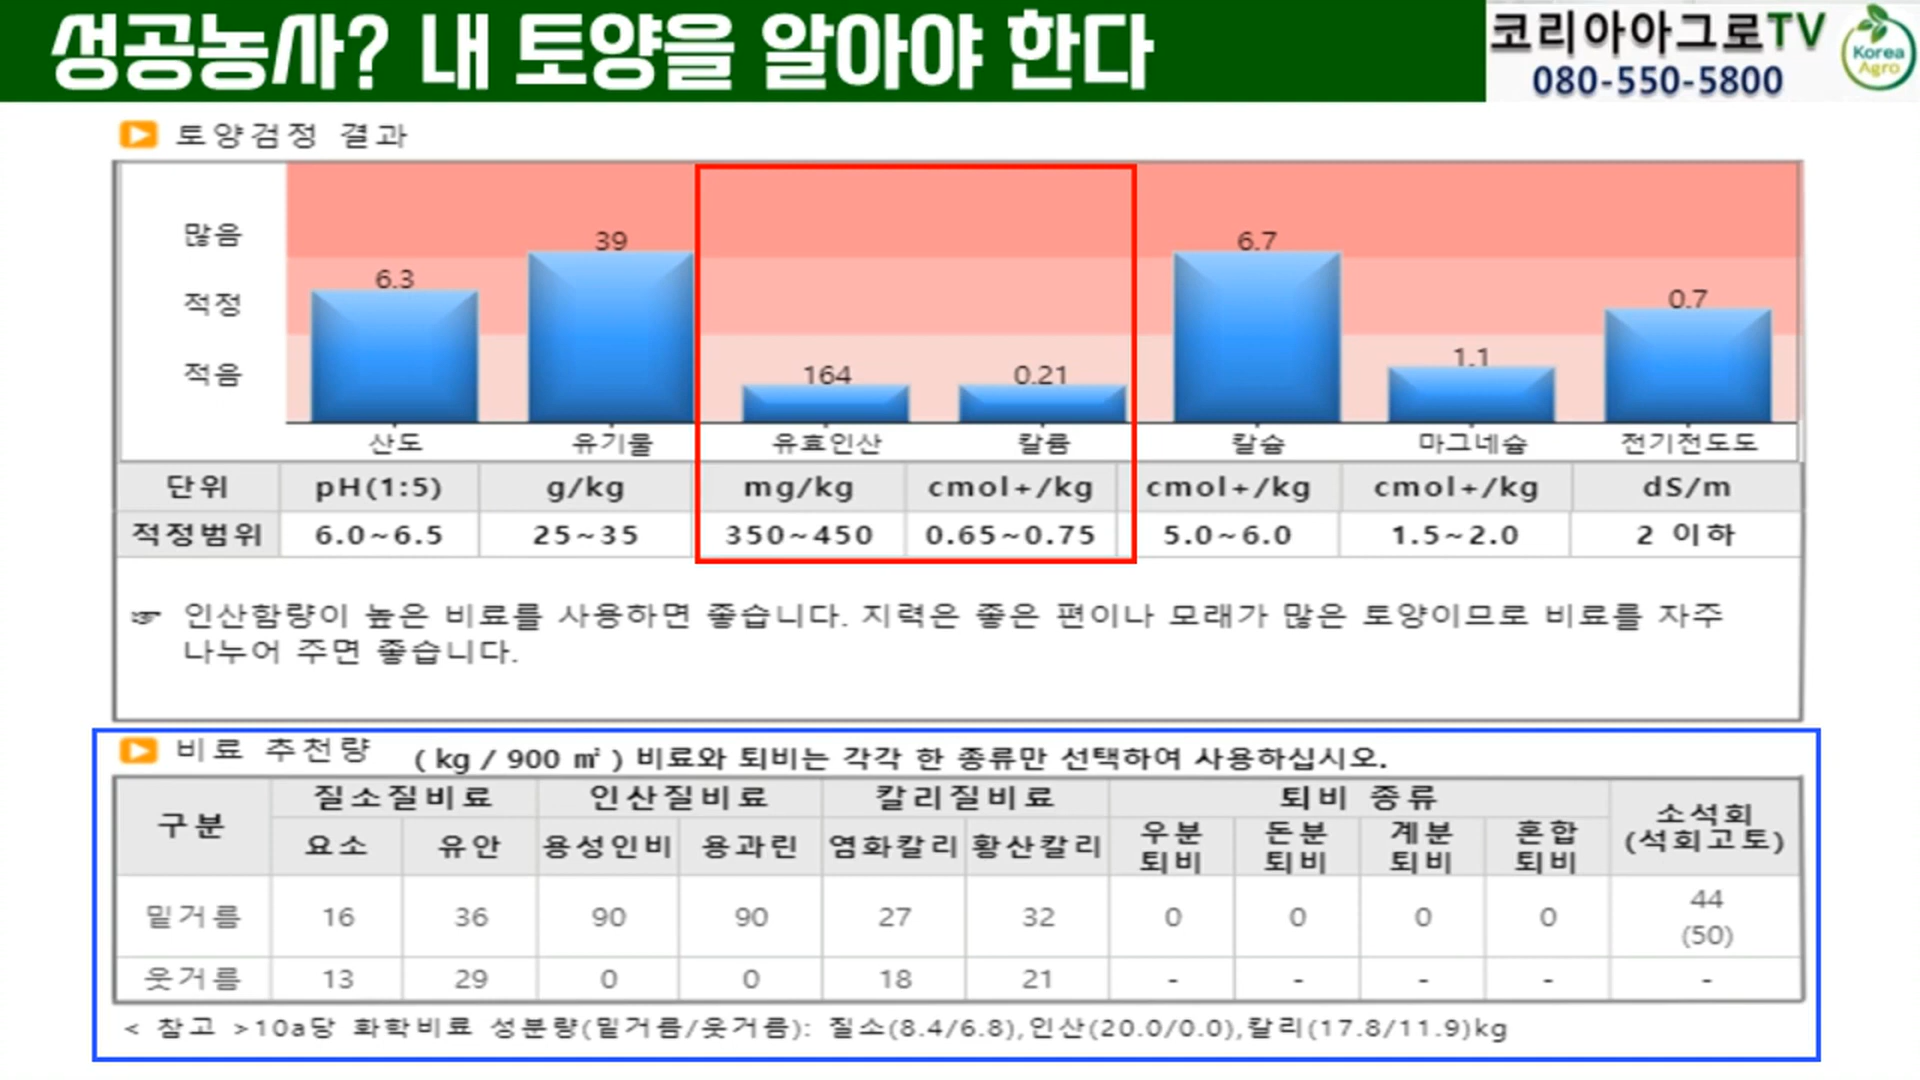 성공농사? 내 토양을 알아야 한다
코리아아그로TV
080-550-5800
Korea
Agro
토양검정 결과
많음
적정
적음
6.3
39
164
0.21
6.7
1.1
0.7
산도 유기물 유효인산 칼륨 칼슘 마그네슘 전기전도도
단위 pH(1:5) g/kg mg/kg cmol+/kg cmol+/kg cmol+/kg dS/m
적정범위 6.0~6.5 25~35 350~450 0.65~0.75 5.0~6.0 1.5~2.0 2 이하
☞ 인산함량이 높은 비료를 사용하면 좋습니다. 지력은 좋은 편이나 모래가 많은 토양이므로 비료를 자주
나누어 주면 좋습니다.
비료 추천량 ( kg / 900 ㎡ ) 비료와 퇴비는 각각 한 종류만 선택하여 사용하십시오.
구분 질소질비료 인산질비료 칼리질비료 퇴비 종류 소석회
(석회고토)
요소 유안 용성인비 용과린 염화칼리 황산칼리 우분 돈분 계분 혼합
퇴비 퇴비 퇴비 퇴비
밑거름 16 36 90 90 27 32 0 0 0 0 44
(50)
웃거름 13 29 0 0 18 21 - - - - -
< 참고 >10a당 화학비료 성분량(밑거름/웃거름): 질소(8.4/6.8),인산(20.0/0.0),칼리(17.8/11.9)kg